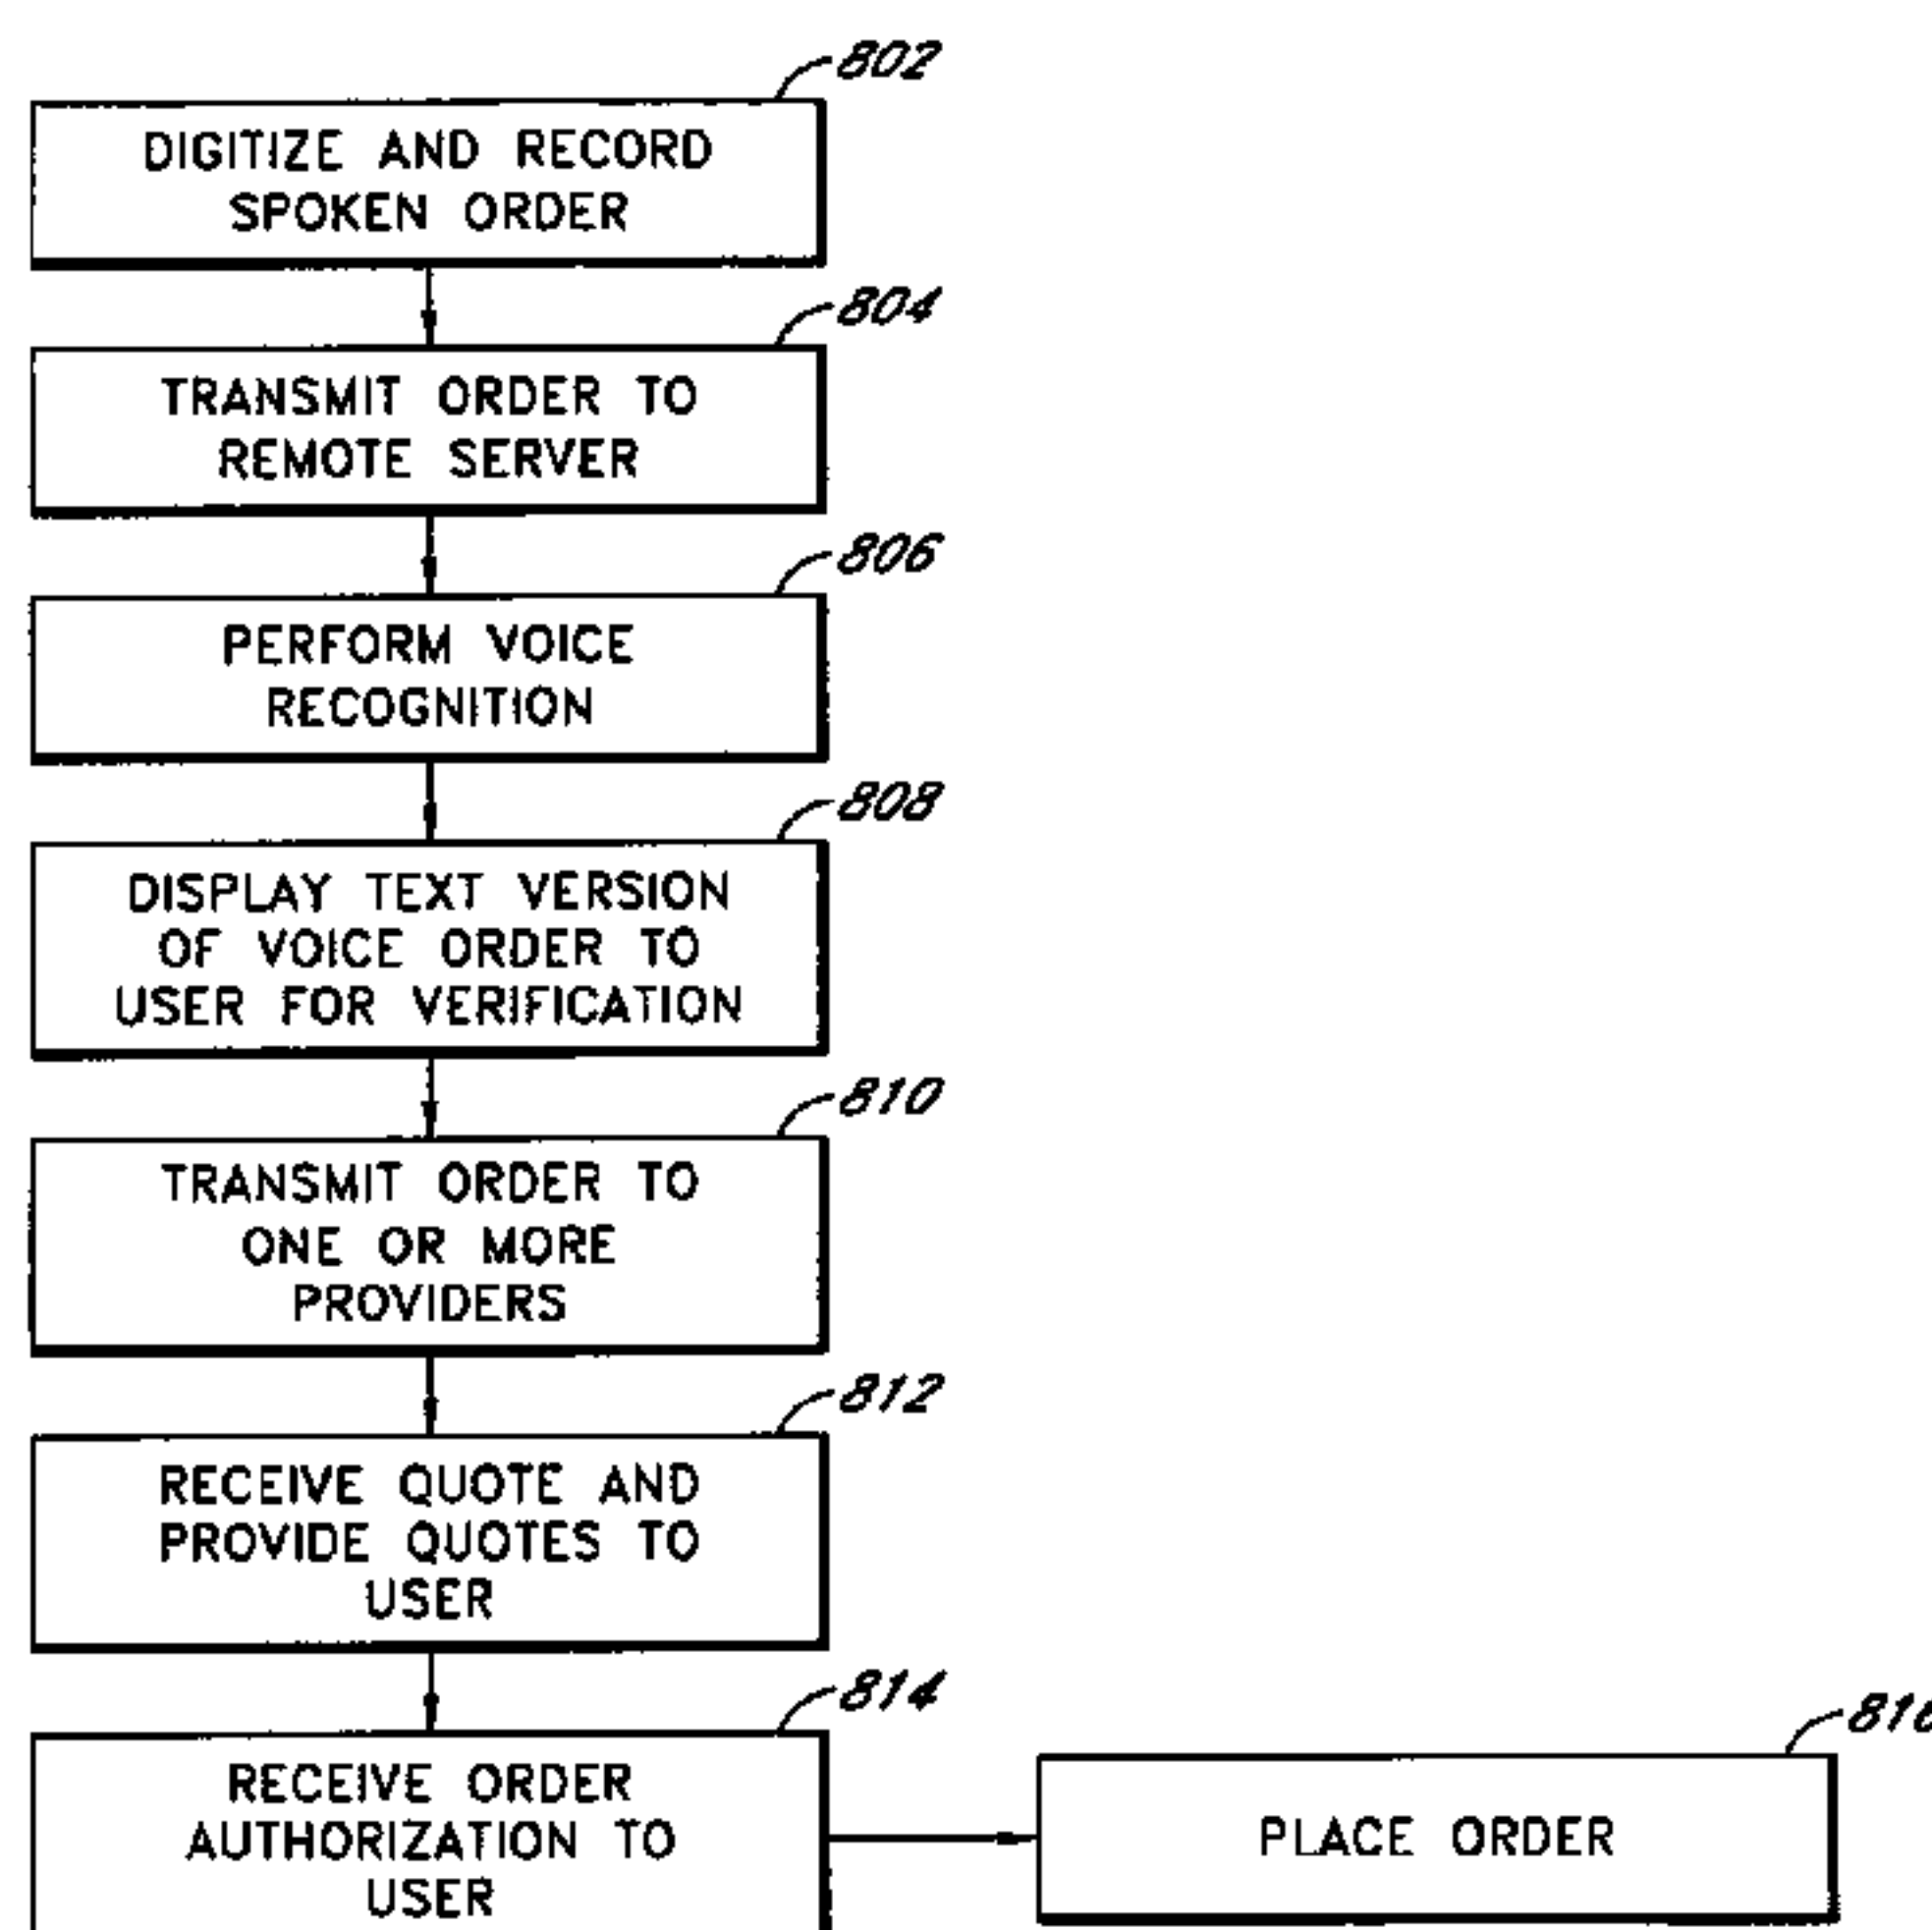 802
DIGITIZE AND RECORD
SPOKEN ORDER
804
TRANSMIT ORDER TO
REMOTE SERVER
806
PERFORM VOICE
RECOGNITION
808
DISPLAY TEXT VERSION
OF VOICE ORDER TO
USER FOR VERIFICATION
810
TRANSMIT ORDER TO
ONE OR MORE
PROVIDERS
812
RECEIVE QUOTE AND
PROVIDE QUOTES TO
USER
814
RECEIVE ORDER
AUTHORIZATION TO
USER
PLACE ORDER